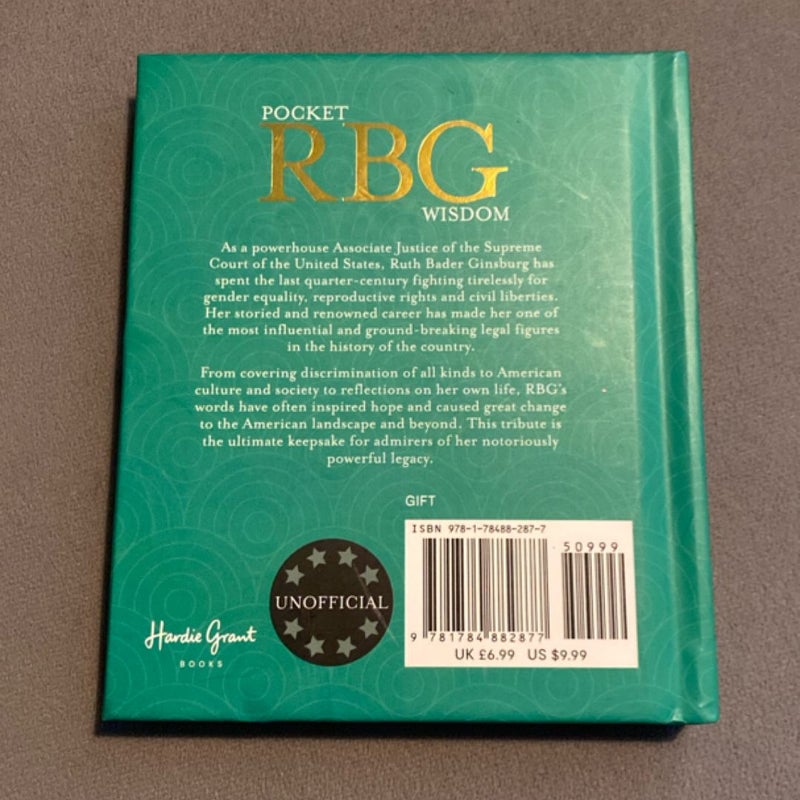 POCKET
RBG
WISDOM
As a powerhouse Associate Justice of the Supreme
Court of the United States, Ruth Bader Ginsburg has
spent the last quarter-century fighting tirelessly for
gender equality, reproductive rights and civil liberties.
Her storied and renowned career has made her one of
the most influential and ground-breaking legal figures
in the history of the country.
From covering discrimination of all kinds to American
culture and society to reflections on her own life, RBG's
words have often inspired hope and caused great change
to the American landscape and beyond. This tribute is
the ultimate keepsake for admirers of her notoriously
powerful legacy.
GIFT
ISBN 978-1-78488-287-7
50999
9 781784 882877
UK £6.99 US $9.99
UNOFFICIAL
Hardie Grant
BOOKS